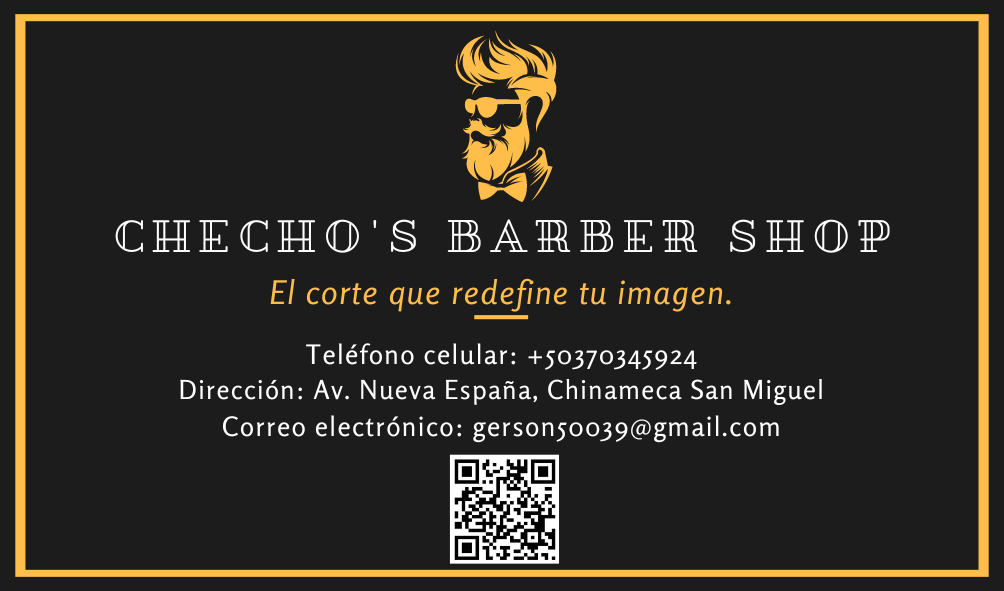 CHECHO'S BARBER SHOP
El corte que redefine tu imagen.
Teléfono celular: +50370345924
Dirección: Av. Nueva España, Chinameca San Miguel
Correo electrónico: gerson50039@gmail.com